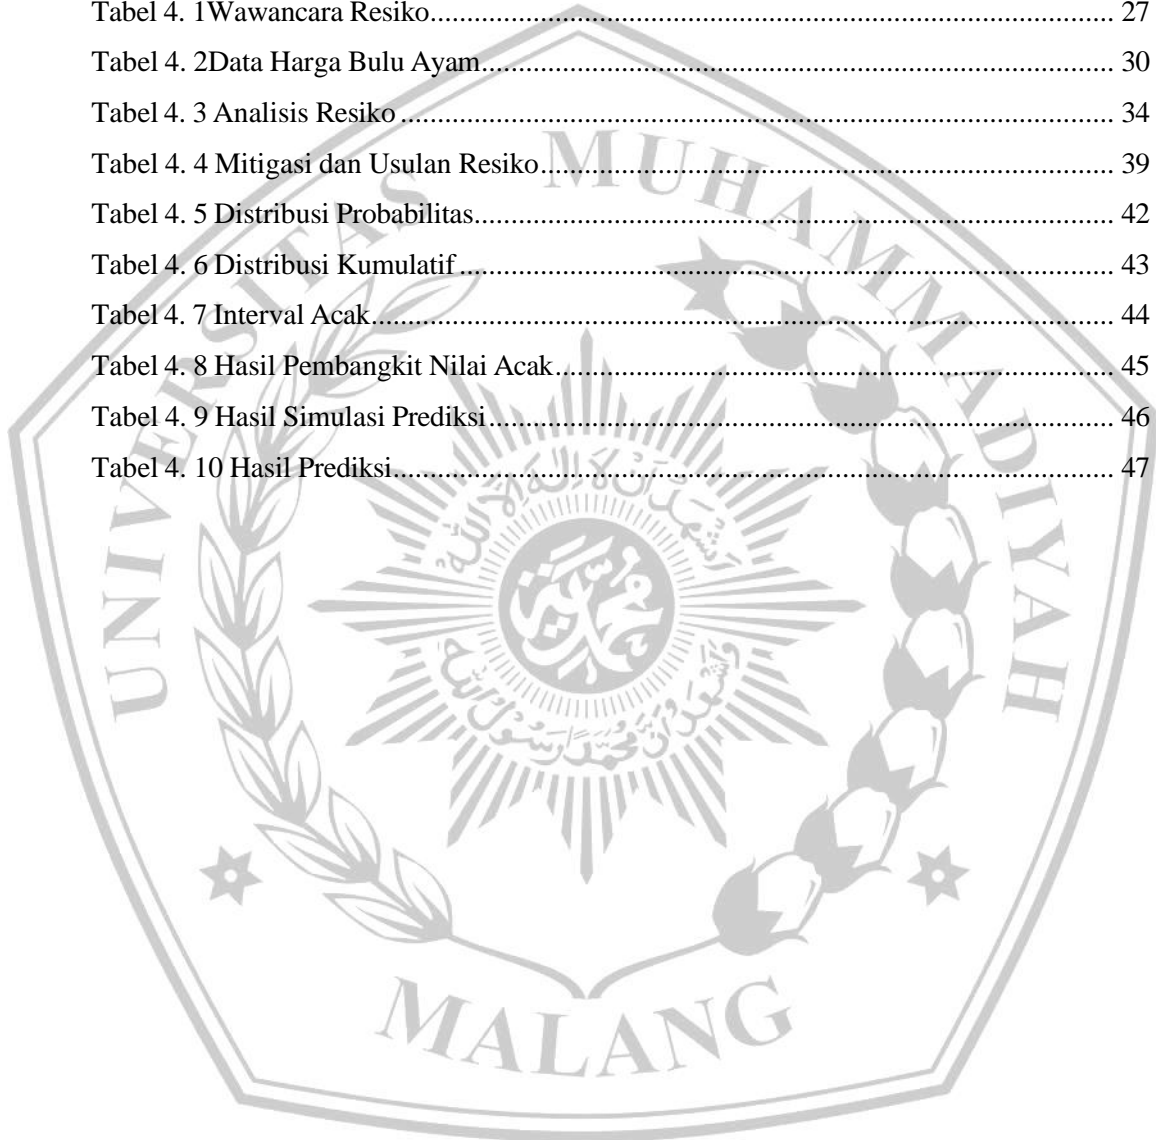 Tabel 4. 1Wawancara Resiko........................................................................................... 27
Tabel 4. 2Data Harga Bulu Ayam.................................................................................... 30
Tabel 4. 3 Analisis Resiko ............................................................................................... 34
Tabel 4. 4 Mitigasi dan Usulan Resiko............................................................................ 39
Tabel 4. 5 Distribusi Probabilitas..................................................................................... 42
Tabel 4. 6 Distribusi Kumulatif ....................................................................................... 43
Tabel 4. 7 Interval Acak................................................................................................... 44
Tabel 4. 8 Hasil Pembangkit Nilai Acak.......................................................................... 45
Tabel 4. 9 Hasil Simulasi Prediksi................................................................................... 46
Tabel 4. 10 Hasil Prediksi................................................................................................ 47
UNIVERSITAS MUHAMMADIYAH
MALANG